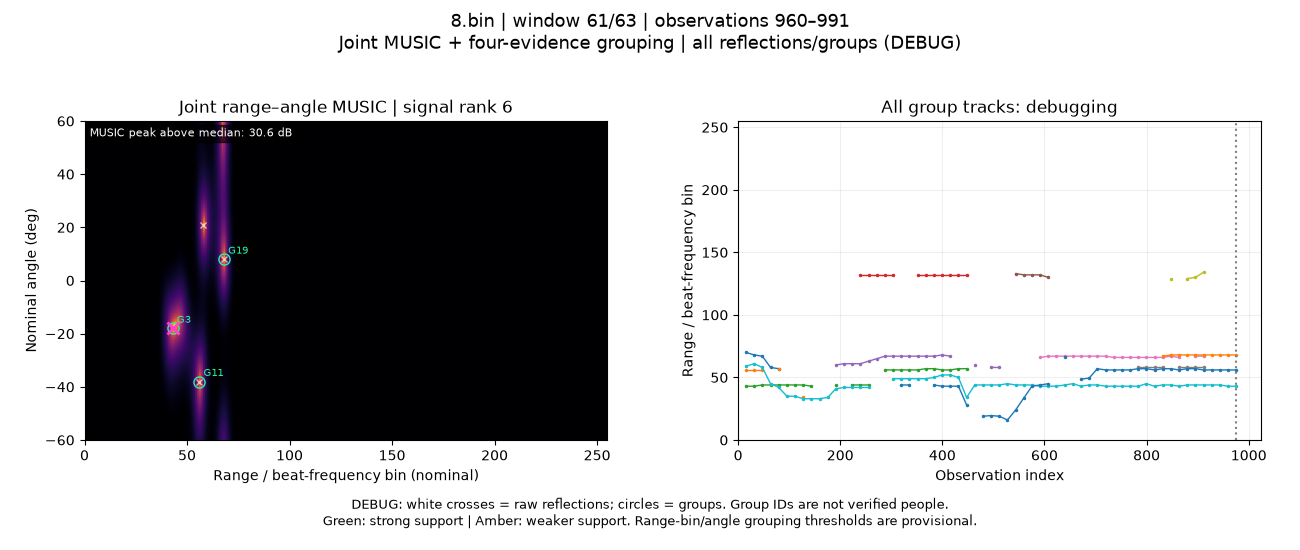 8.bin | window 61/63 | observations 960–991
Joint MUSIC + four-evidence grouping | all reflections/groups (DEBUG)
Joint range–angle MUSIC | signal rank 6
MUSIC peak above median: 30.6 dB
60
40
20
0
−20
−40
−60
Nominal angle (deg)
G19
G3
G11
0
50
100
150
200
250
Range / beat-frequency bin (nominal)
All group tracks: debugging
250
200
150
100
50
0
Range / beat-frequency bin
0
200
400
600
800
1000
Observation index
DEBUG: white crosses = raw reflections; circles = groups. Group IDs are not verified people.
Green: strong support | Amber: weaker support. Range-bin/angle grouping thresholds are provisional.